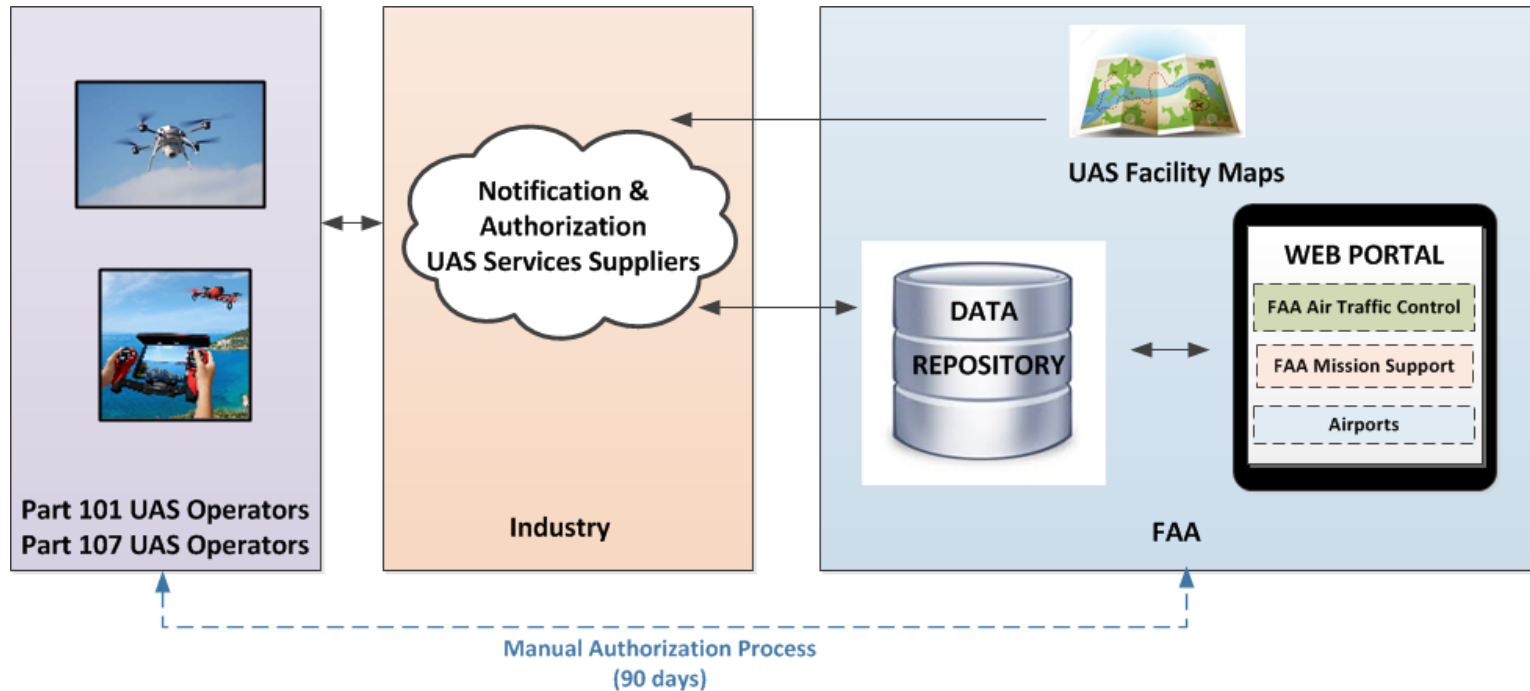 Notification &
Authorization
UAS Services Suppliers
Part 101 UAS Operators
Part 107 UAS Operators
Industry
UAS Facility Maps
DATA
REPOSITORY
WEB PORTAL
FAA Air Traffic Control
FAA Mission Support
Airports
FAA
Manual Authorization Process
(90 days)